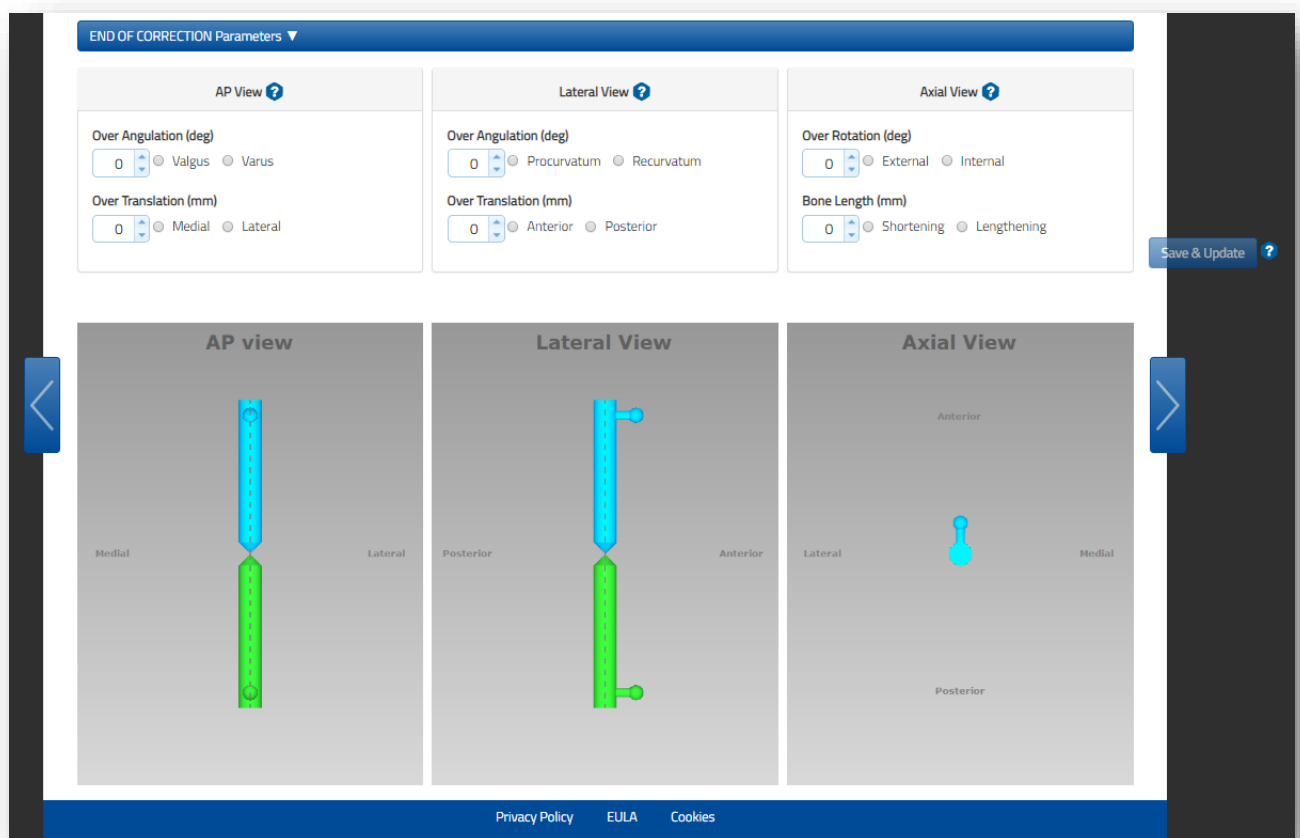 END OF CORRECTION Parameters ▼
AP View ?
Lateral View ?
Axial View ?
Over Angulation (deg)
Over Angulation (deg)
Over Rotation (deg)
0 Valgus Varus
0 Procurvatum Recurvatum
0 External Internal
Over Translation (mm)
Over Translation (mm)
Bone Length (mm)
0 Medial Lateral
0 Anterior Posterior
0 Shortening Lengthening
Save & Update ?
AP view
Lateral View
Axial View
Anterior
Medial
Lateral
Posterior
Anterior
Lateral
Medial
Posterior
Privacy Policy EULA Cookies